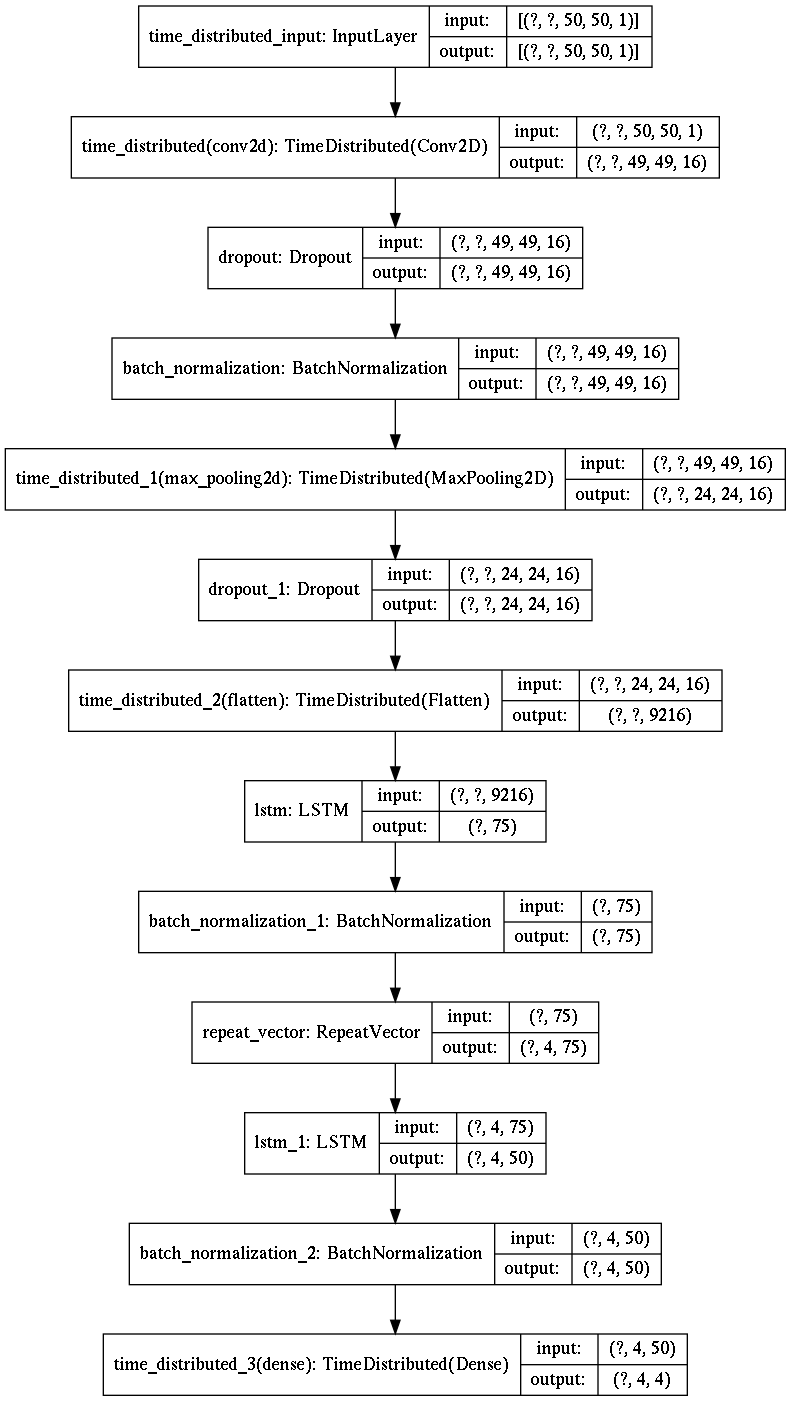 time_distributed_input: InputLayer
input: [(?, ?, 50, 50, 1)]
output: [(?, ?, 50, 50, 1)]
time_distributed(conv2d): TimeDistributed(Conv2D)
input: (?, ?, 50, 50, 1)
output: (?, ?, 49, 49, 16)
dropout: Dropout
input: (?, ?, 49, 49, 16)
output: (?, ?, 49, 49, 16)
batch_normalization: BatchNormalization
input: (?, ?, 49, 49, 16)
output: (?, ?, 49, 49, 16)
time_distributed_1(max_pooling2d): TimeDistributed(MaxPooling2D)
input: (?, ?, 49, 49, 16)
output: (?, ?, 24, 24, 16)
dropout_1: Dropout
input: (?, ?, 24, 24, 16)
output: (?, ?, 24, 24, 16)
time_distributed_2(flatten): TimeDistributed(Flatten)
input: (?, ?, 24, 24, 16)
output: (?, ?, 9216)
lstm: LSTM
input: (?, ?, 9216)
output: (?, 75)
batch_normalization_1: BatchNormalization
input: (?, 75)
output: (?, 75)
repeat_vector: RepeatVector
input: (?, 75)
output: (?, 4, 75)
lstm_1: LSTM
input: (?, 4, 75)
output: (?, 4, 50)
batch_normalization_2: BatchNormalization
input: (?, 4, 50)
output: (?, 4, 50)
time_distributed_3(dense): TimeDistributed(Dense)
input: (?, 4, 50)
output: (?, 4, 4)